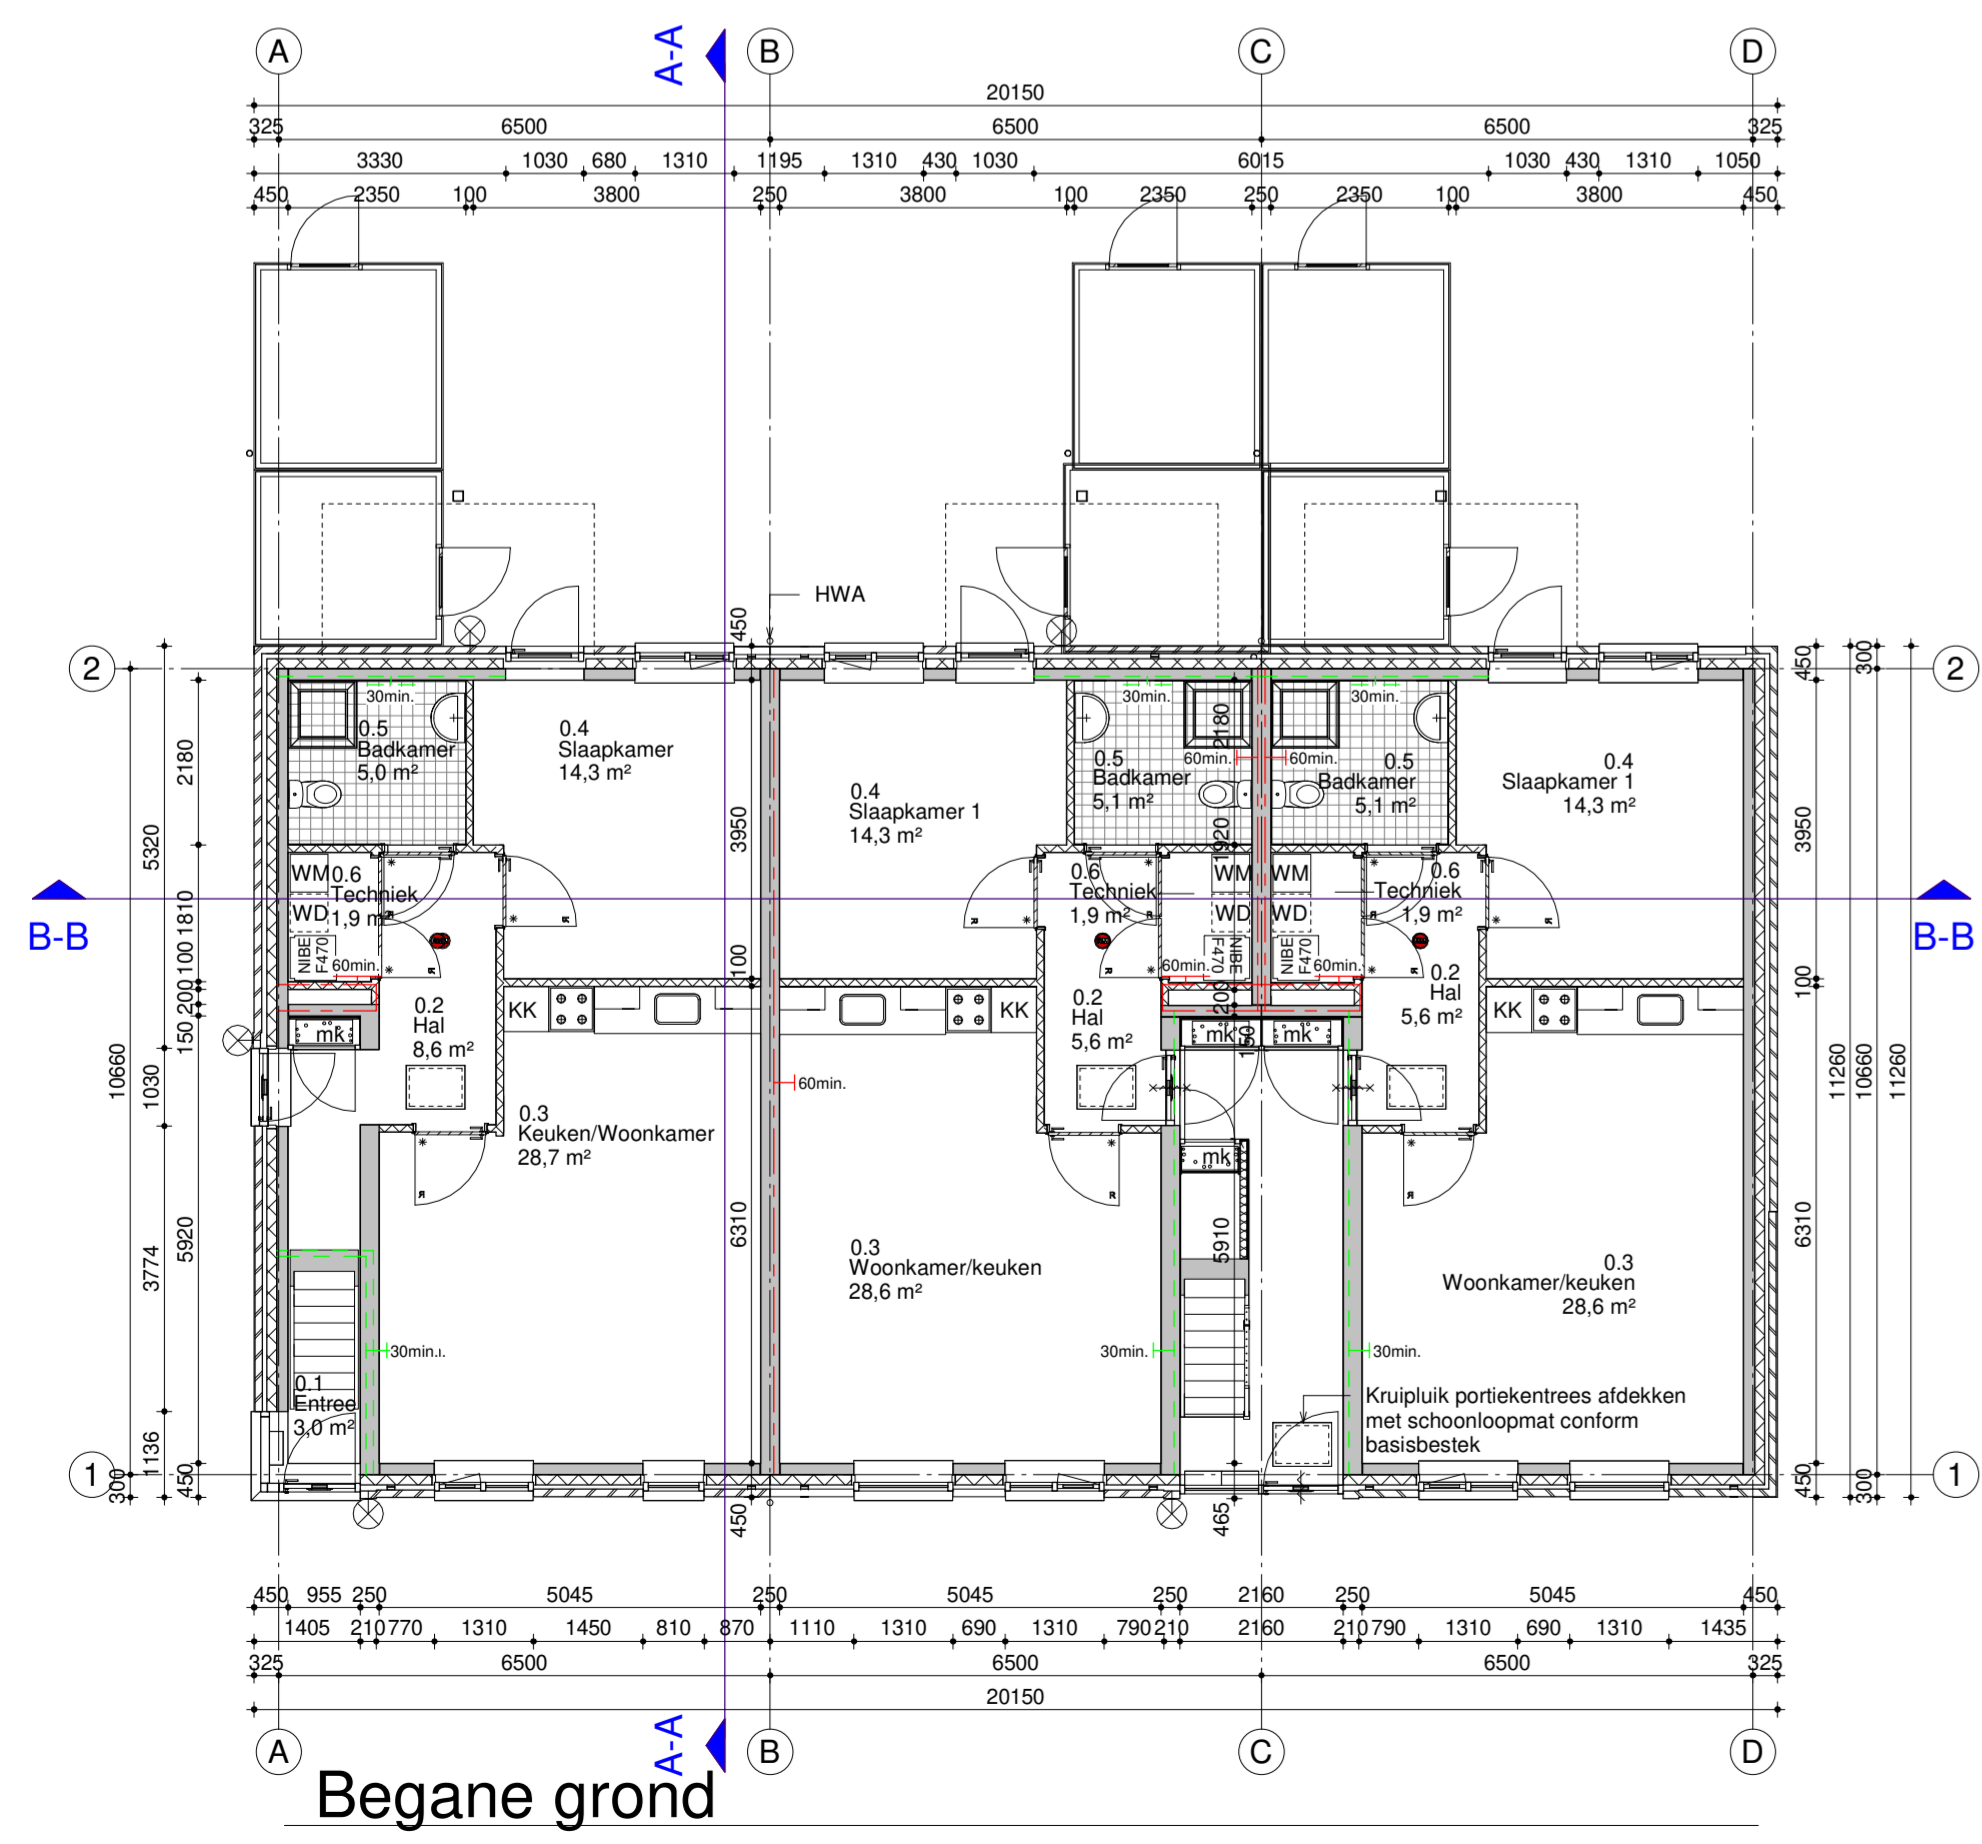 A
A-A
B
C
D
20150
325
6500
6500
6500
325
3330
1030
680
1310
1195
1310
430
1030
6015
1030
430
1310
1050
450
2350
100
3800
250
3800
100
2350
250
2350
100
3800
450
HWA
2
2
450
450
300
30min.
30min.
30min.
0.5
Badkamer
5,0 m²
0.4
Slaapkamer
14,3 m²
0.4
Slaapkamer 1
14,3 m²
0.5
Badkamer
5,1 m²
60min.
60min.
0.5
Badkamer
5,1 m²
0.4
Slaapkamer 1
14,3 m²
2180
5320
3950
2180
1920
3950
WM
0.6
Techniek
1,9 m²
WD
NIBE
F470
60min.
0.6
Techniek
1,9 m²
WM
WM
WD
WD
NIBE
F470
NIBE
F470
60min.
60min.
0.6
Techniek
1,9 m²
B-B
B-B
1810
100
200
150
100
200
150
100
0.2
Hal
8,6 m²
KK
KK
0.2
Hal
5,6 m²
0.2
Hal
5,6 m²
KK
mk
mk
mk
mk
10660
1030
60min.
11260
10660
11260
0.3
Keuken/Woonkamer
28,7 m²
0.3
Woonkamer/keuken
28,6 m²
0.3
Woonkamer/keuken
28,6 m²
5920
3774
6310
5910
6310
30min.
30min.
30min.
0.1
Entree
3,0 m²
Kruipluik portiekentrees afdekken
met schoonloopmat conform
basisbestek
1136
1
1
300
450
450
465
450
300
450
955
250
5045
250
5045
250
2160
250
5045
450
1405
210
770
1310
1450
810
870
1110
1310
690
1310
790
210
2160
210
790
1310
690
1310
1435
325
6500
6500
6500
325
20150
A
A-A
B
C
D
Begane grond